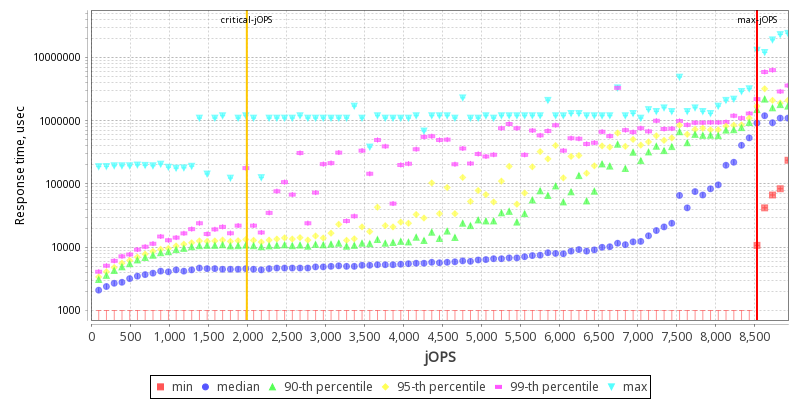 critical-jOPS max-jOPS
10000000
1000000
100000
10000
1000
Response time, usec
0 500 1,000 1,500 2,000 2,500 3,000 3,500 4,000 4,500 5,000 5,500 6,000 6,500 7,000 7,500 8,000 8,500
jOPS
min median 90-th percentile 95-th percentile 99-th percentile max